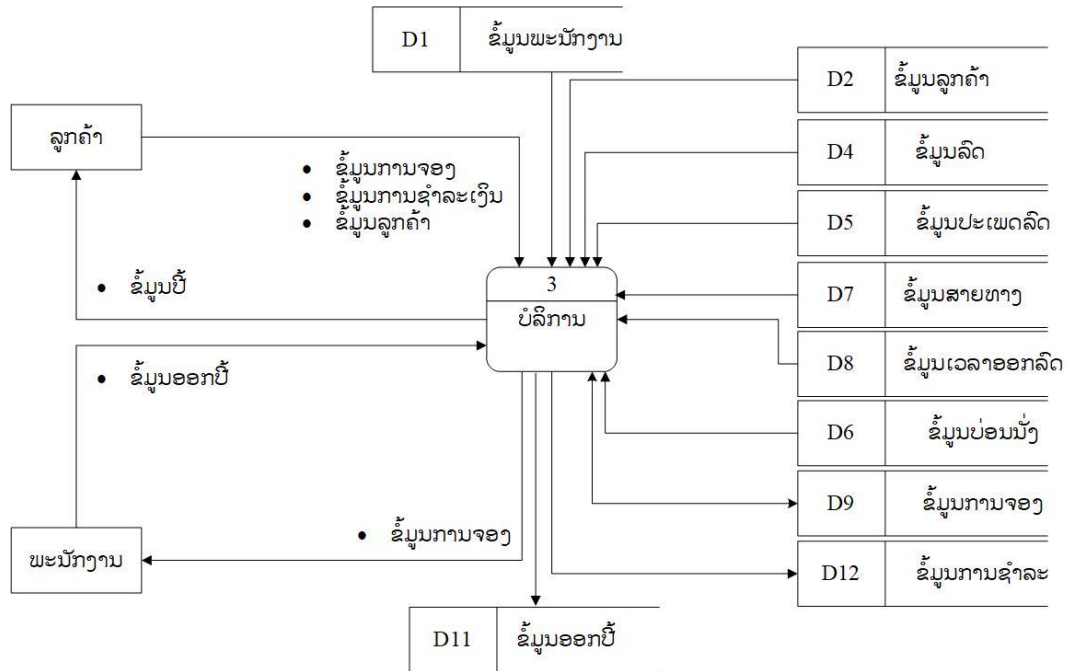 D1 ຂໍ້ມູນພະນັກງານ
D2 ຂໍ້ມູນລູກຄ້າ
ລູກຄ້າ
D4 ຂໍ້ມູນລົດ
• ຂໍ້ມູນການຈອງ
• ຂໍ້ມູນການຊຳລະເງິນ
• ຂໍ້ມູນລູກຄ້າ
D5 ຂໍ້ມູນປະເພດລົດ
3
• ຂໍ້ມູນປີ້
D7 ຂໍ້ມູນສາຍທາງ
ບໍລິການ
D8 ຂໍ້ມູນເວລາອອກລົດ
• ຂໍ້ມູນອອກປີ້
D6 ຂໍ້ມູນບ່ອນນັ່ງ
D9 ຂໍ້ມູນການຈອງ
• ຂໍ້ມູນການຈອງ
ພະນັກງານ
D12 ຂໍ້ມູນການຊຳລະ
D11 ຂໍ້ມູນອອກປີ້